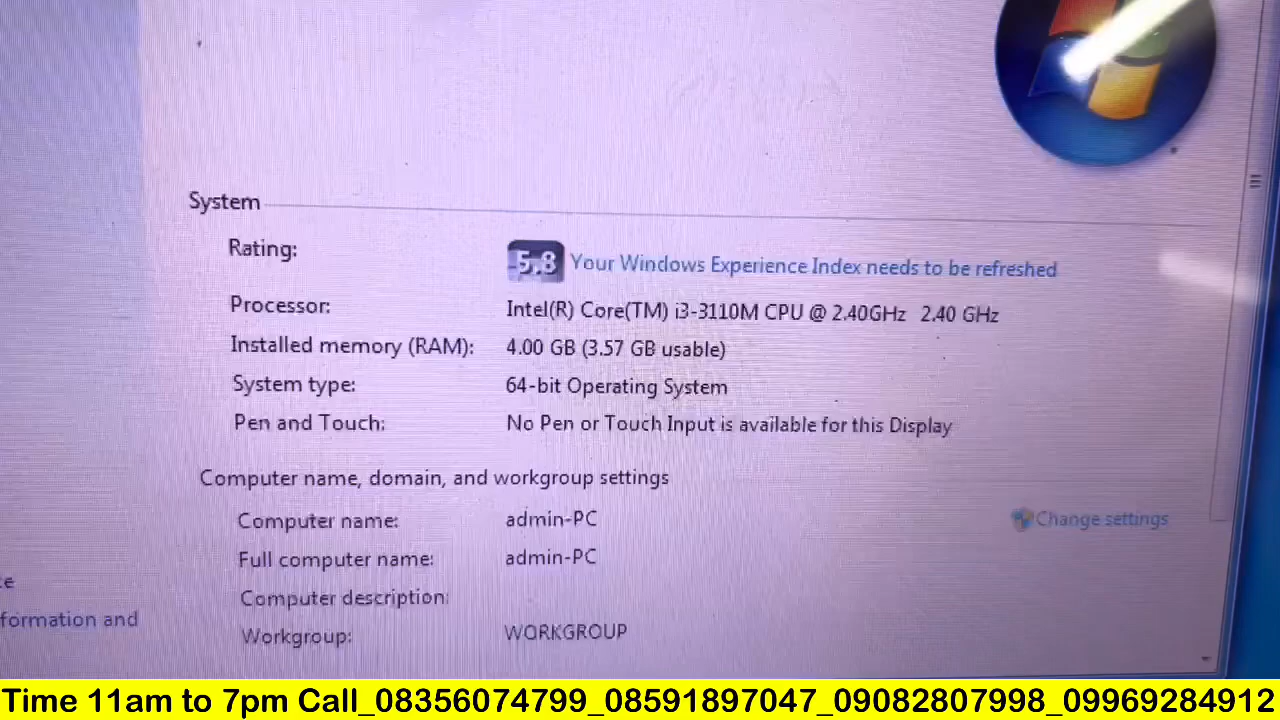 System
Rating: 5.8 Your Windows Experience Index needs to be refreshed
Processor: Intel(R) Core(TM) i3-3110M CPU @ 2.40GHz 2.40 GHz
Installed memory (RAM): 4.00 GB (3.57 GB usable)
System type: 64-bit Operating System
Pen and Touch: No Pen or Touch Input is available for this Display
Computer name, domain, and workgroup settings
Computer name: admin-PC Change settings
Full computer name: admin-PC
Computer description:
formation and
Workgroup: WORKGROUP
Time 11am to 7pm Call_08356074799_08591897047_09082807998_09969284912